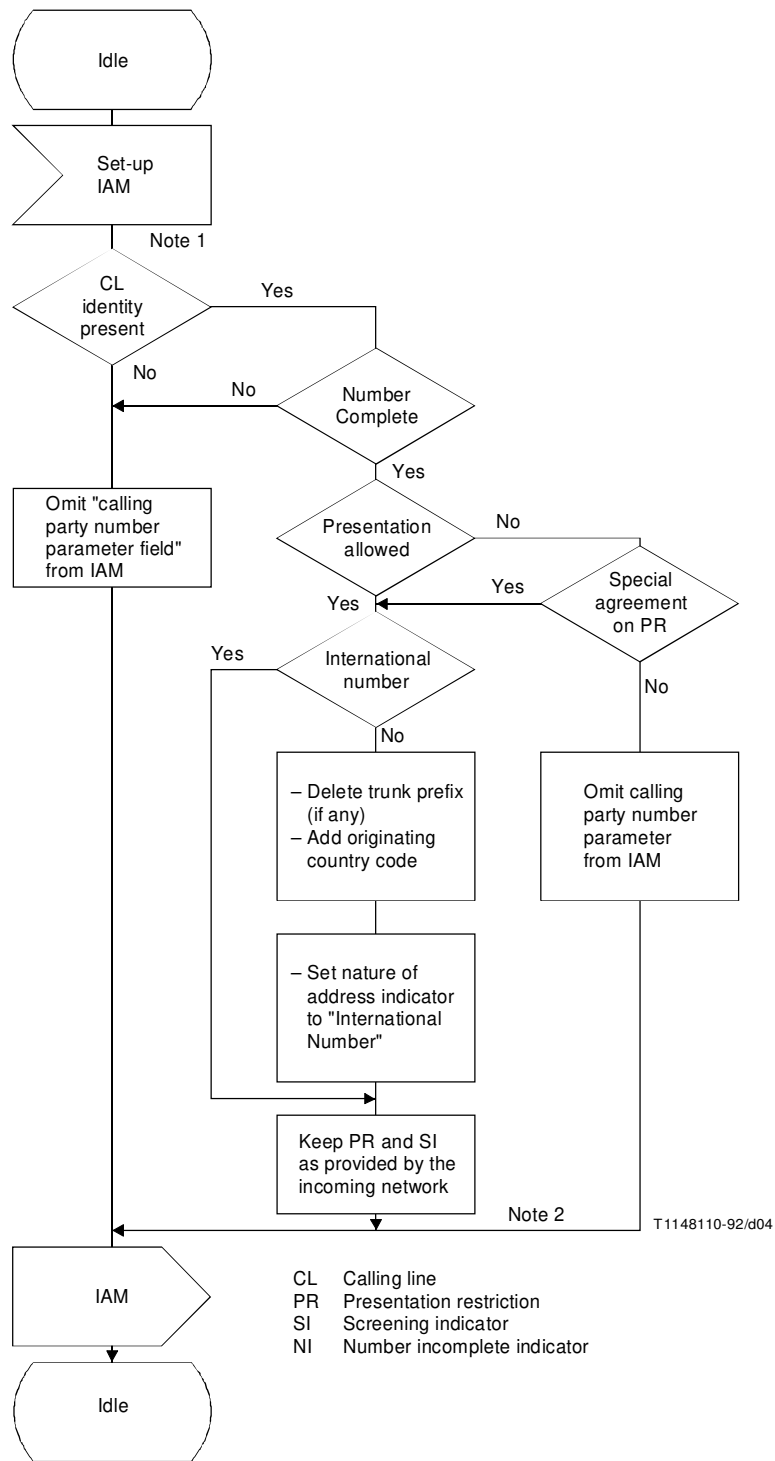 Idle
Set-up
IAM
Note 1
CL
identity
present
Yes
No
No
Number
Complete
Yes
Omit "calling
party number
parameter field"
from IAM
Presentation
allowed
No
Yes
Yes
Special
agreement
on PR
Yes
International
number
No
No
– Delete trunk prefix
(if any)
– Add originating
country code
Omit calling
party number
parameter
from IAM
– Set nature of
address indicator
to "International
Number"
Keep PR and SI
as provided by the
incoming network
Note 2
T1148110-92/d04
IAM
CL Calling line
PR Presentation restriction
SI Screening indicator
NI Number incomplete indicator
Idle